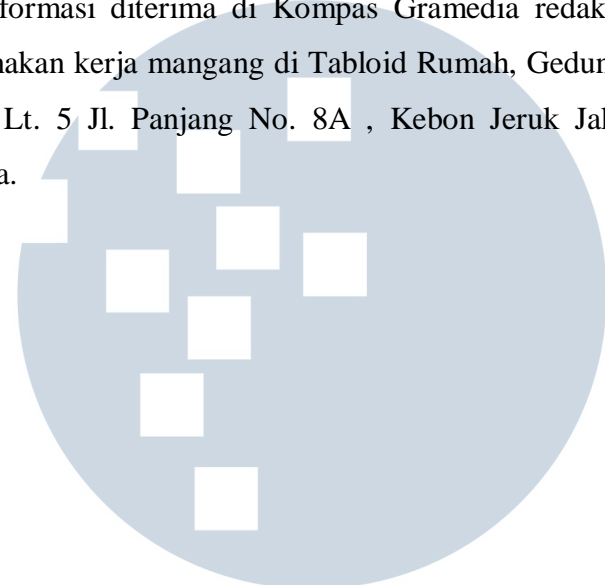 formasi diterima di Kompas Gramedia redak
nakan kerja mangang di Tabloid Rumah, Gedun
Lt. 5 Jl. Panjang No. 8A , Kebon Jeruk Jak
a.